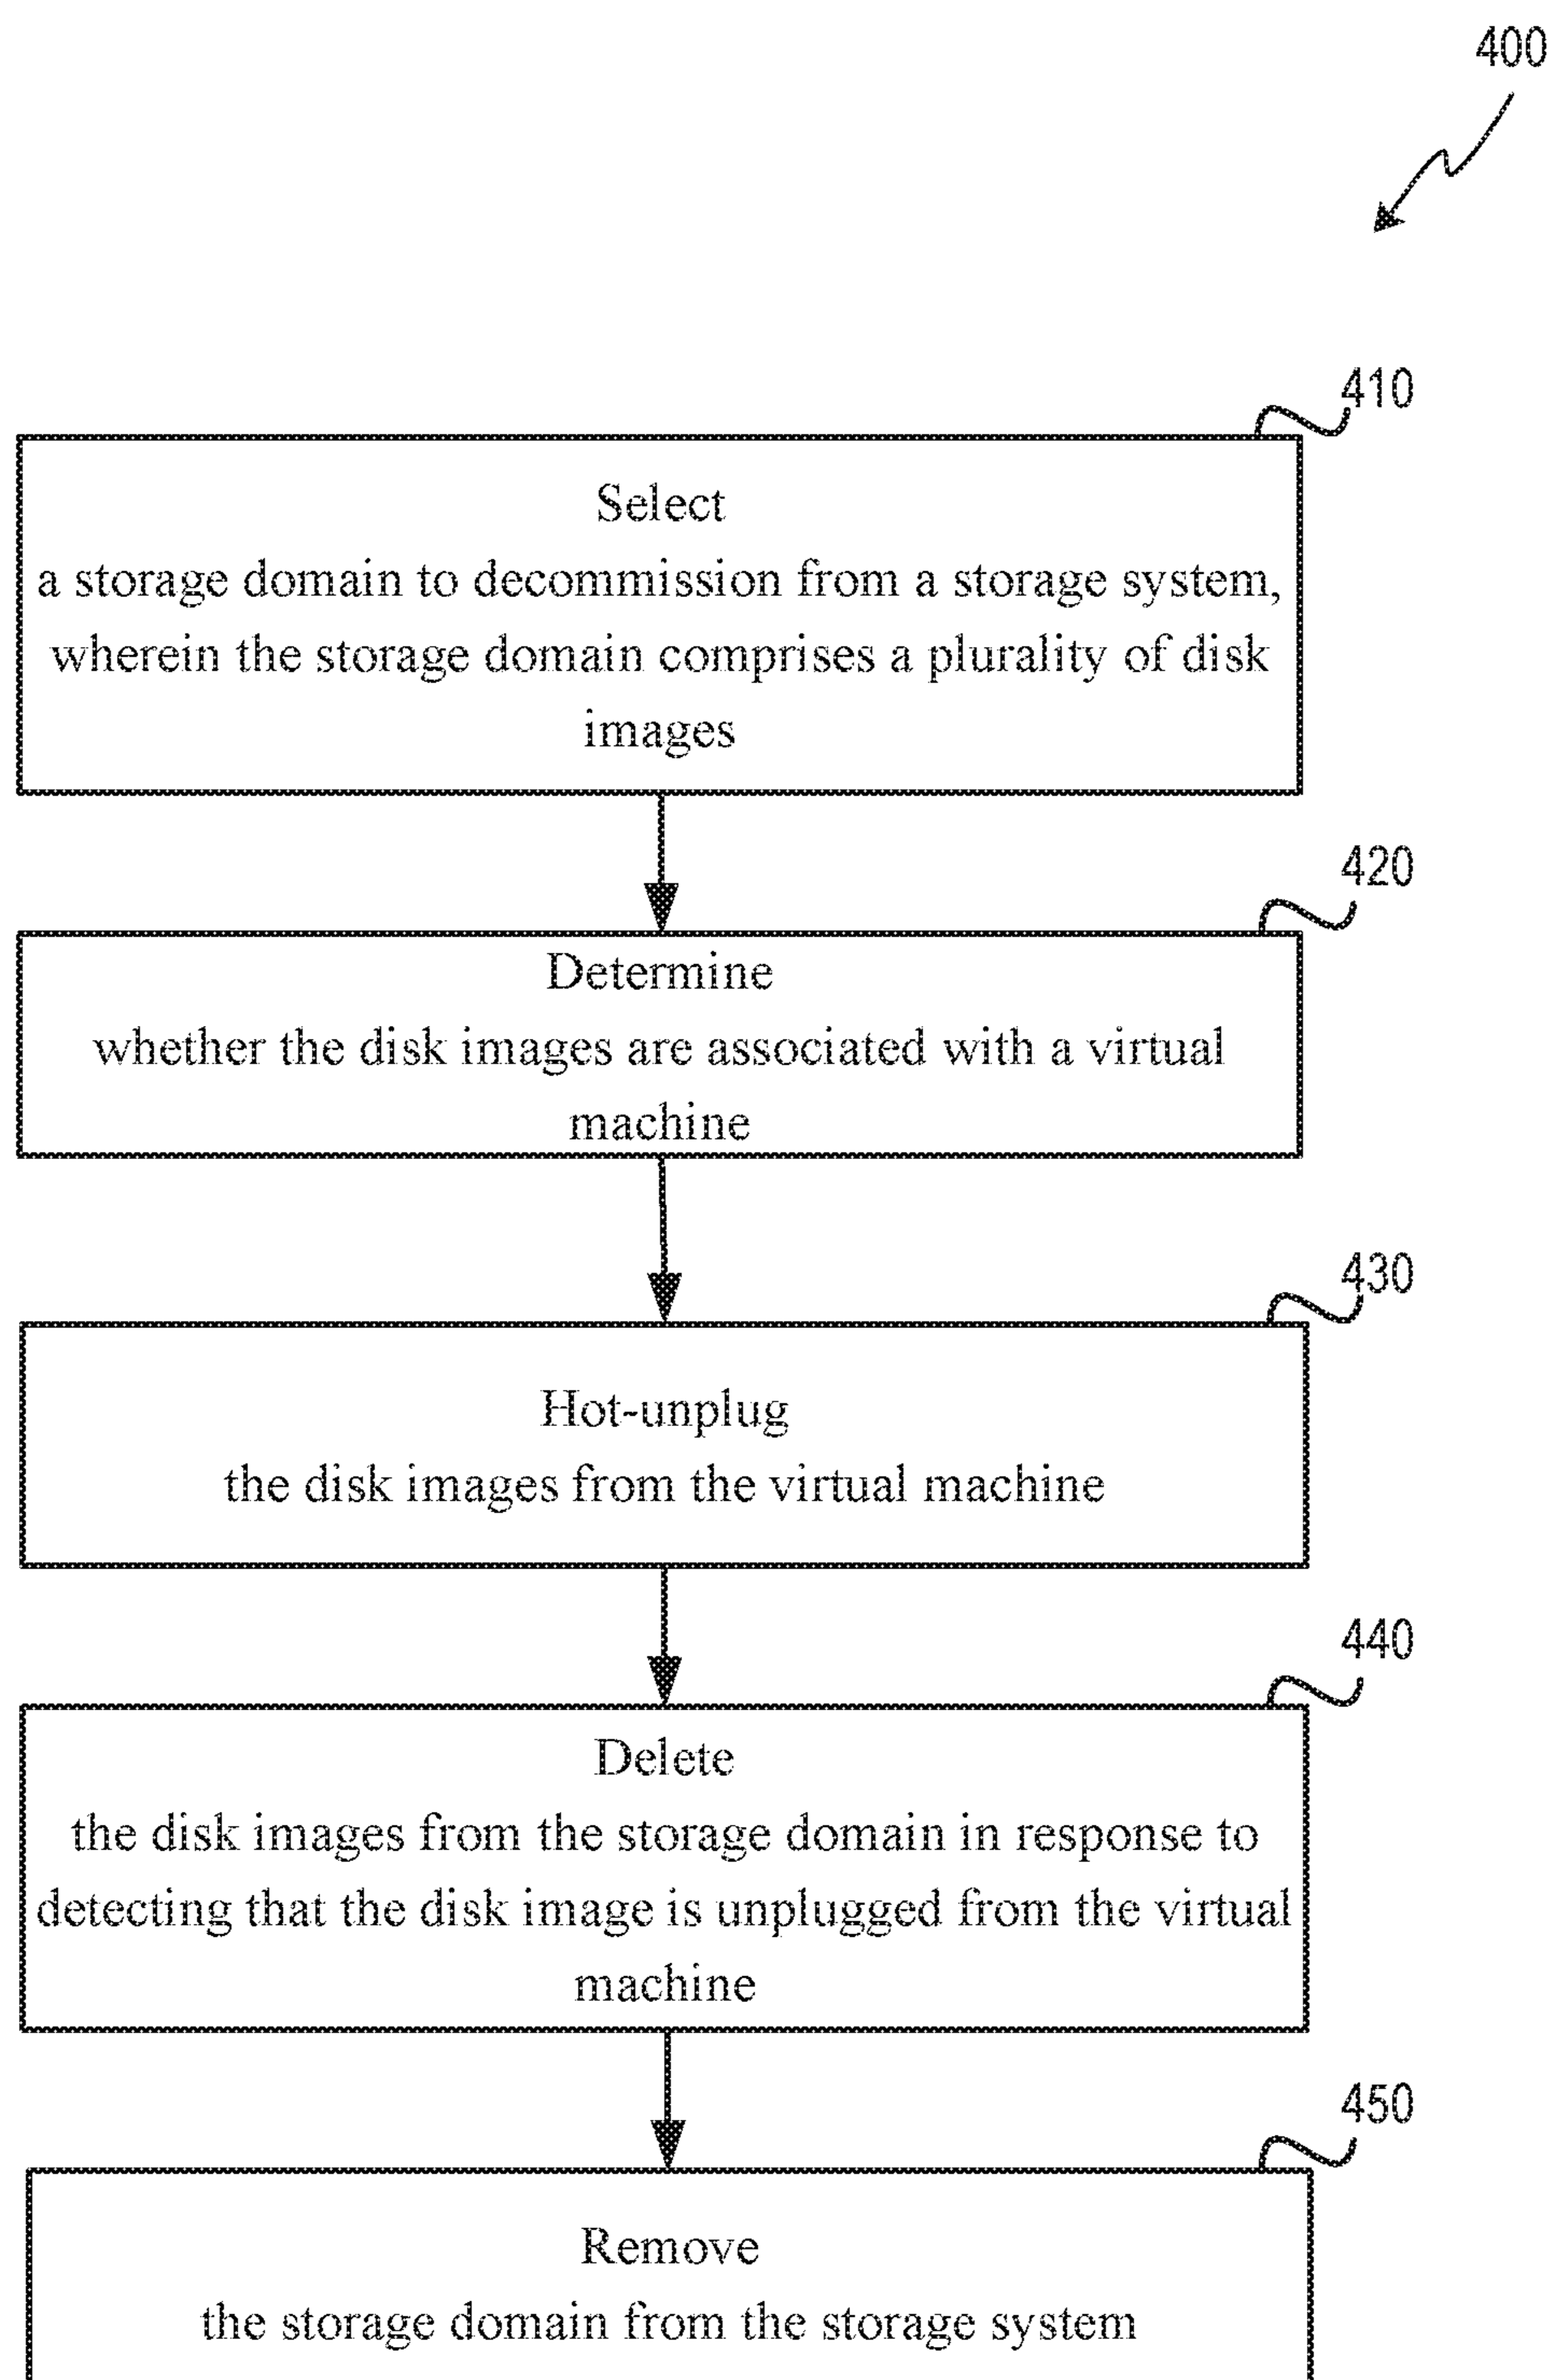 400
410
Select
a storage domain to decommission from a storage system,
wherein the storage domain comprises a plurality of disk
images
420
Determine
whether the disk images are associated with a virtual
machine
430
Hot-unplug
the disk images from the virtual machine
440
Delete
the disk images from the storage domain in response to
detecting that the disk image is unplugged from the virtual
machine
450
Remove
the storage domain from the storage system